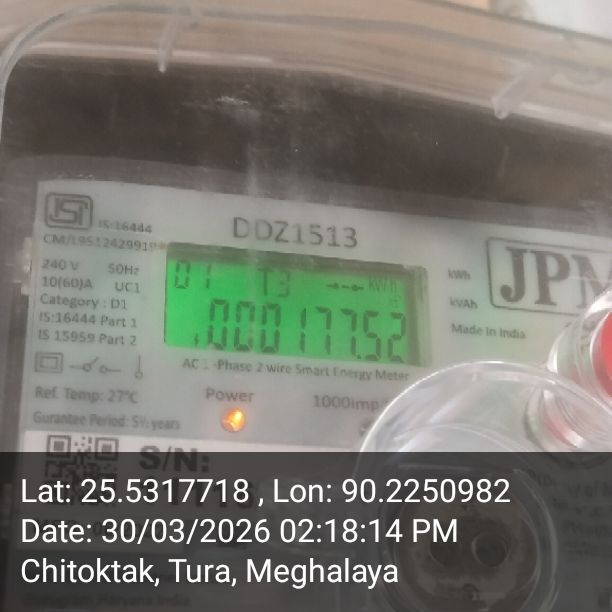 IS:16444
CM/L9512429919
DDZ1513
240 V 50Hz
10(60)A UC1
Category : D1
IS:16444 Part 1
IS 15959 Part 2
01 T3 kWh
00017752
kWh
kVAh
JPM
Made in India
AC 1-Phase 2 wire Smart Energy Meter
Ref. Temp: 27°C
Power
1000imp
Gurantee Period: 5½ years
S/N:
Lat: 25.5317718 , Lon: 90.2250982
Date: 30/03/2026 02:18:14 PM
Chitoktak, Tura, Meghalaya